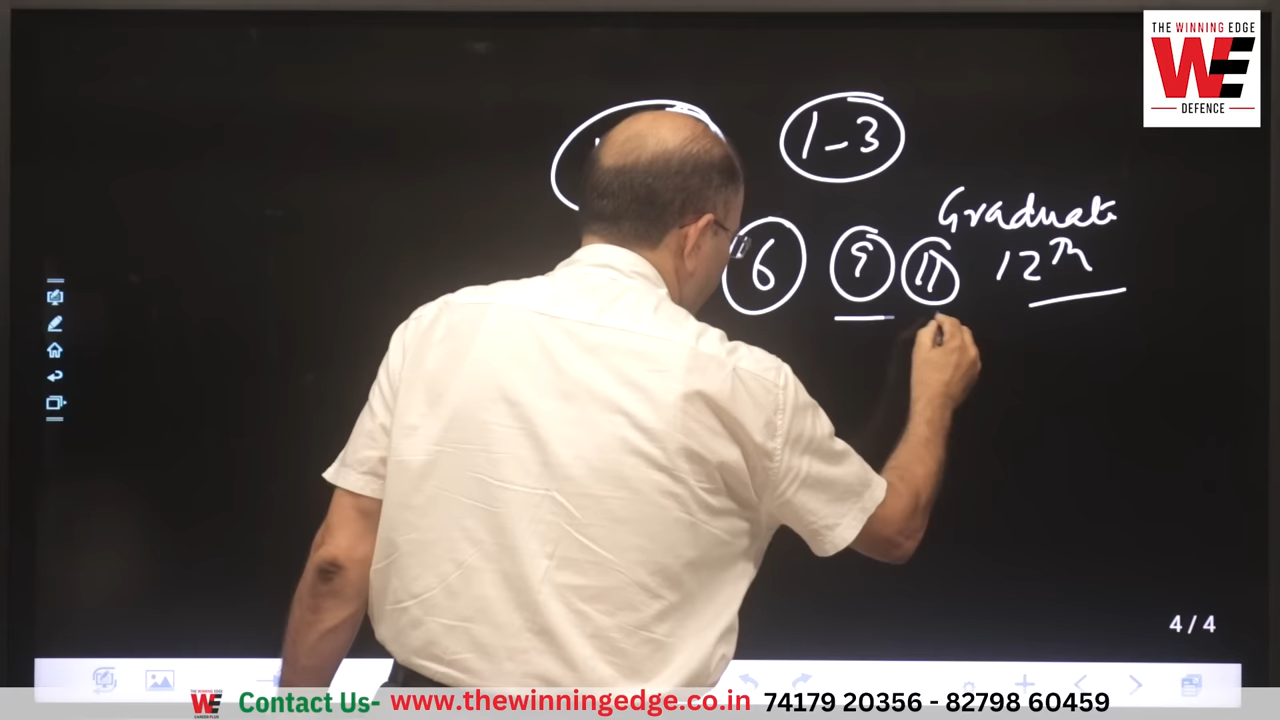 THE WINNING EDGE
WE
DEFENCE
1-3
Graduate
6 9 11 12th
4/4
WE
Contact Us- www.thewinningedge.co.in 74179 20356 - 82798 60459